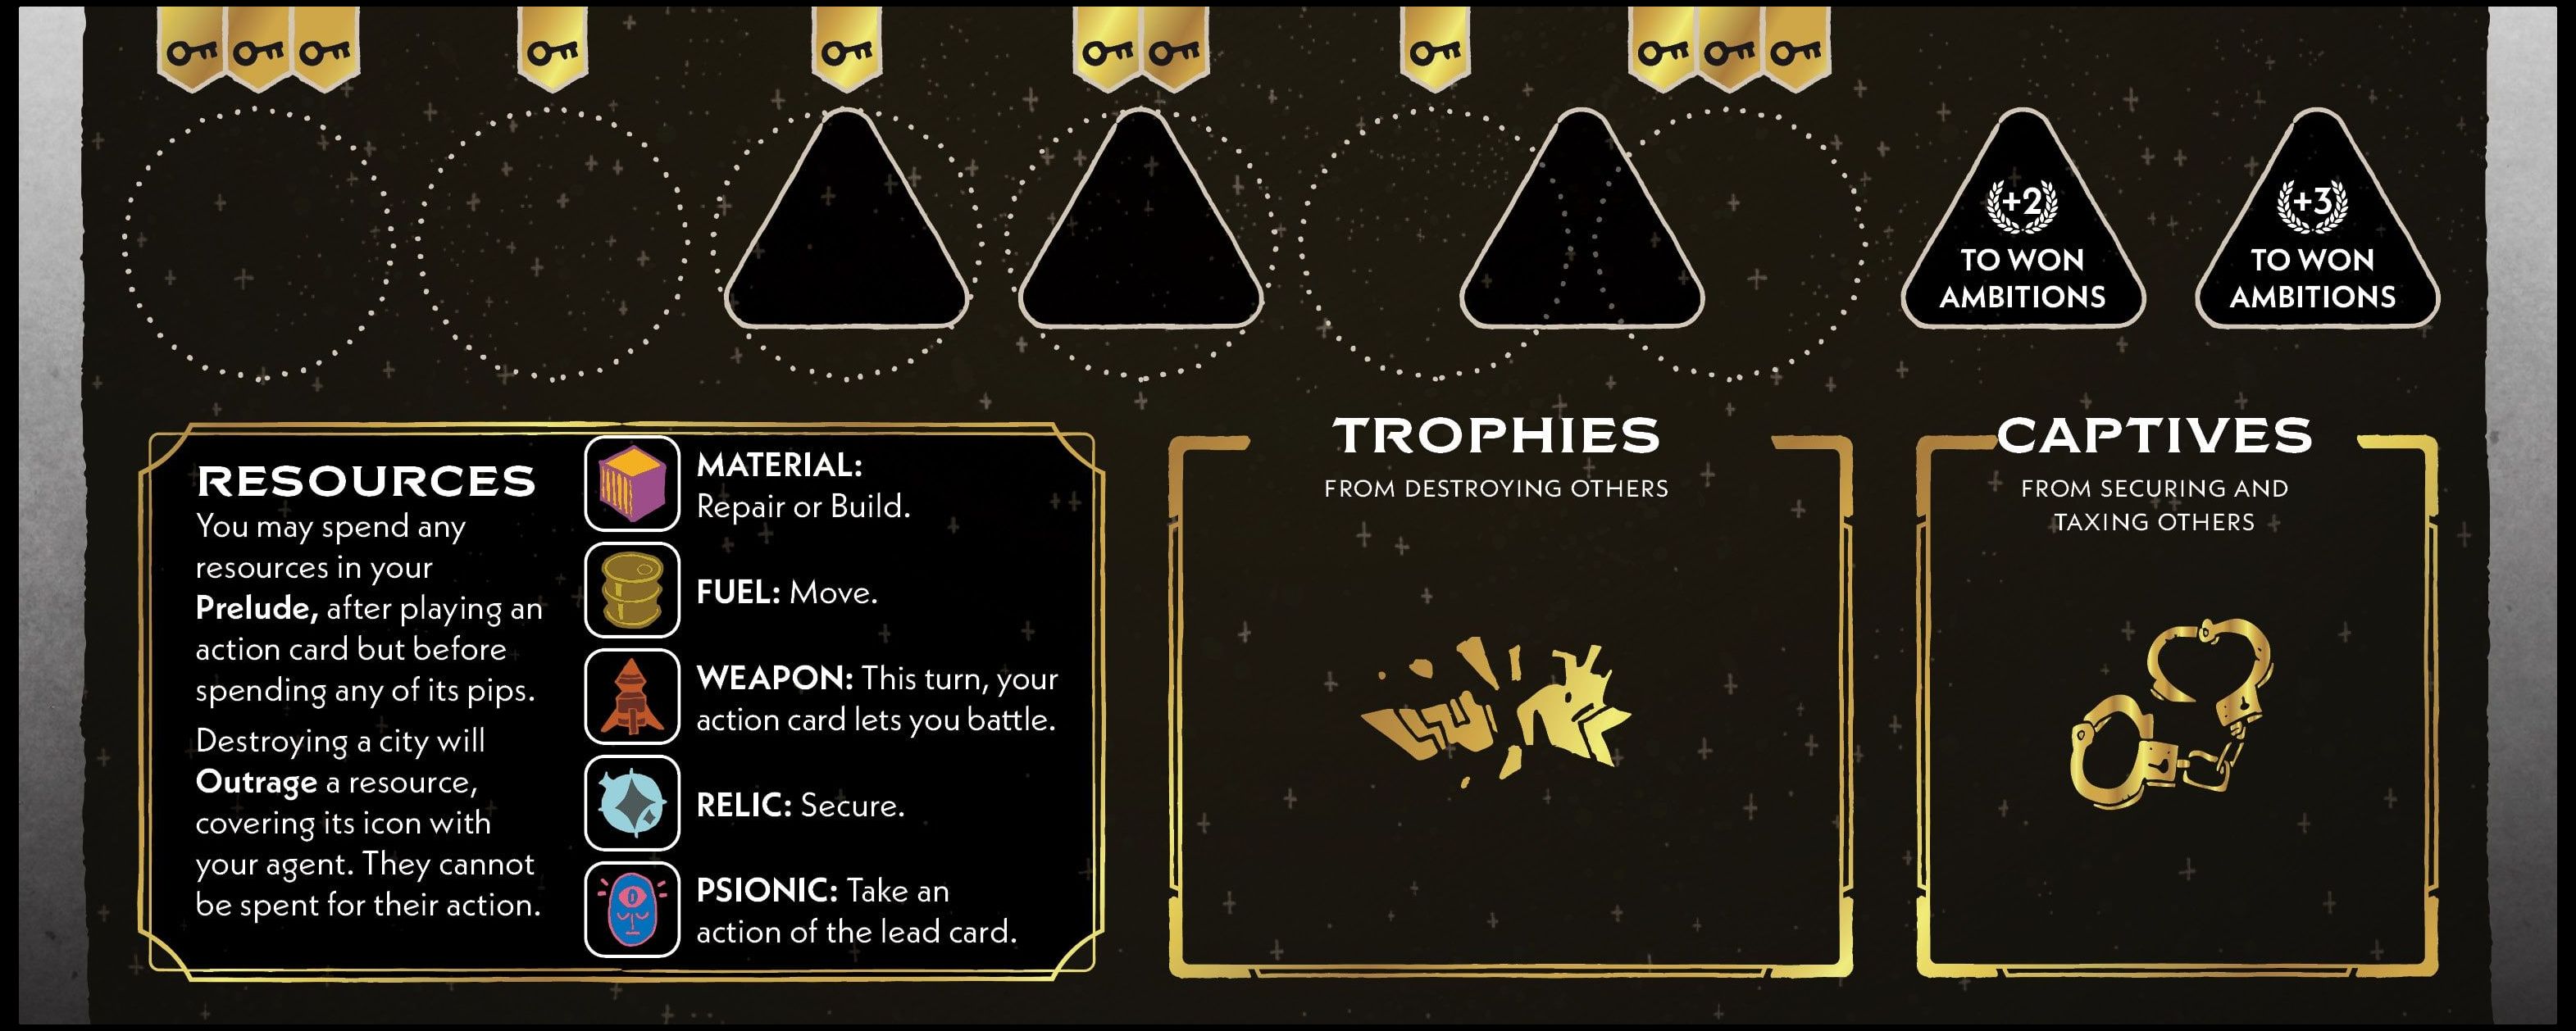 +2
TO WON
AMBITIONS
+3
TO WON
AMBITIONS
RESOURCES
You may spend any
resources in your
Prelude, after playing an
action card but before
spending any of its pips.
Destroying a city will
Outrage a resource,
covering its icon with
your agent. They cannot
be spent for their action.
MATERIAL:
Repair or Build.
FUEL: Move.
WEAPON: This turn, your
action card lets you battle.
RELIC: Secure.
PSIONIC: Take an
action of the lead card.
TROPHIES
FROM DESTROYING OTHERS
CAPTIVES
FROM SECURING AND
TAXING OTHERS